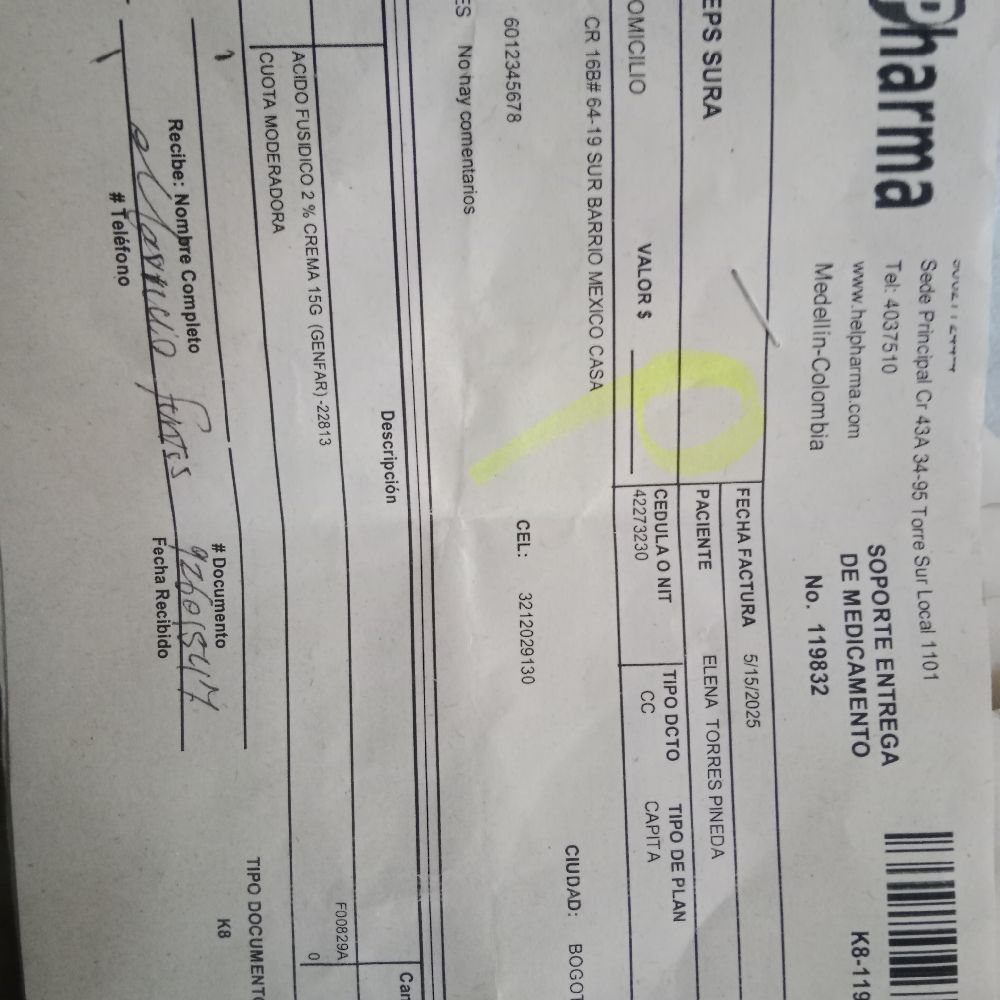 Pharma
Sede Principal Cr 43A 34-95 Torre Sur Local 1101
Tel: 4037510
www.helpharma.com
Medellin-Colombia
SOPORTE ENTREGA
DE MEDICAMENTO
No. 119832
K8-119
EPS SURA
FECHA FACTURA 5/15/2025
PACIENTE ELENA TORRES PINEDA
OMICILIO VALOR $
CEDULA O NIT TIPO DCTO TIPO DE PLAN
42273230 CC CAPITA
CR 16B# 64-19 SUR BARRIO MEXICO CASA
CIUDAD: BOGOT
6012345678 CEL: 3212029130
ES No hay comentarios
Descripción Can
ACIDO FUSIDICO 2 % CREMA 15G (GENFAR) -22813 F00829A
CUOTA MODERADORA 0
TIPO DOCUMENTO
K8
Recibe: Nombre Completo # Documento
# Teléfono Fecha Recibido